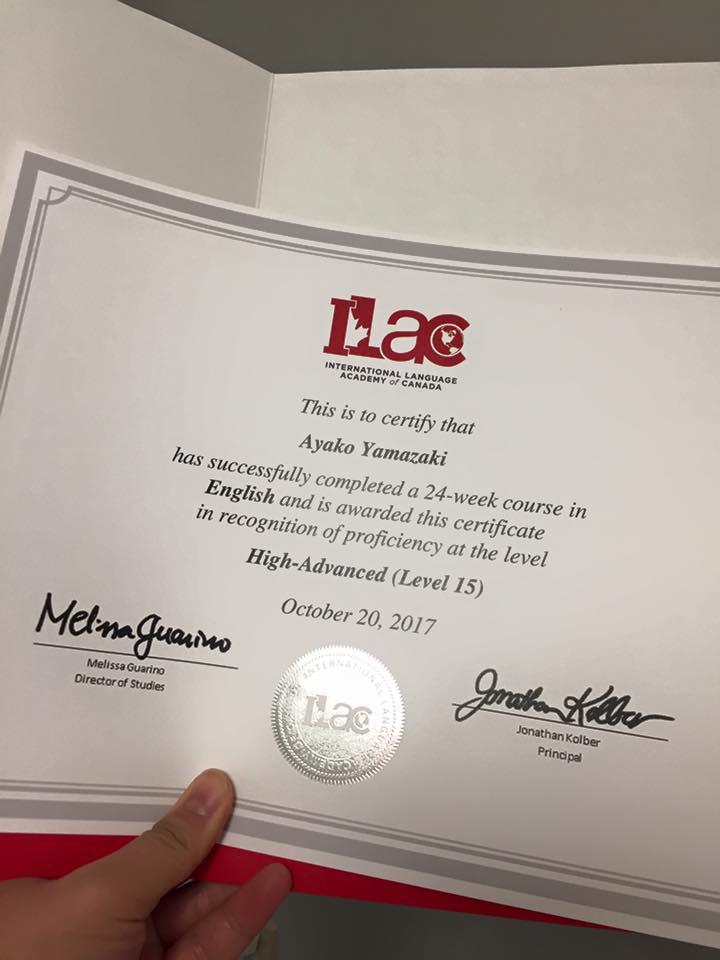 ILAC
INTERNATIONAL LANGUAGE
ACADEMY of CANADA
This is to certify that
Ayako Yamazaki
has successfully completed a 24-week course in
English and is awarded this certificate
in recognition of proficiency at the level
High-Advanced (Level 15)
October 20, 2017
Melissa Guarino
Melissa Guarino
Director of Studies
INTERNATIONAL LANG
ILAC
Jonathan Kolber
Jonathan Kolber
Principal